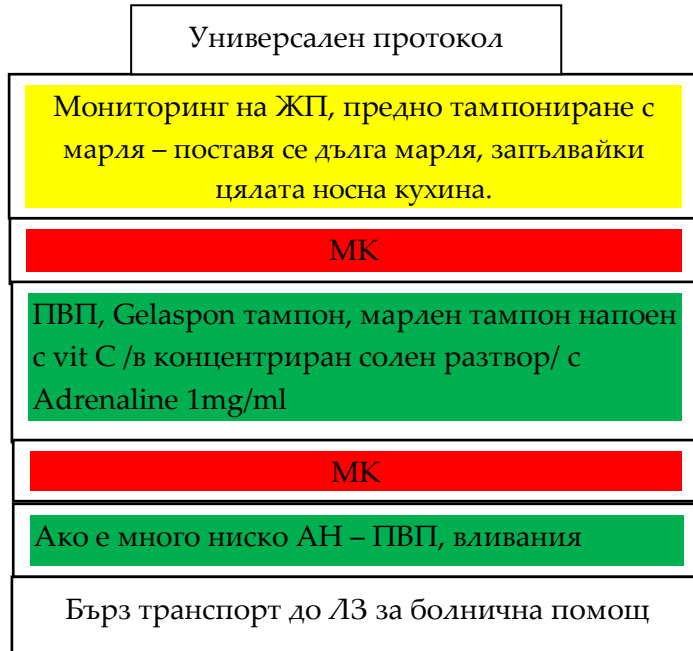 Универсален протокол
Мониторинг на ЖП, предно тампониране с
марля – поставя се дълга марля, запълвайки
цялата носна кухина.
МК
ПВП, Gelaspon тампон, марлен тампон напоен
с vit C /в концентриран солен разтвор/ с
Adrenaline 1mg/ml
МК
Ако е много ниско АН – ПВП, вливания
Бърз транспорт до ЛЗ за болнична помощ